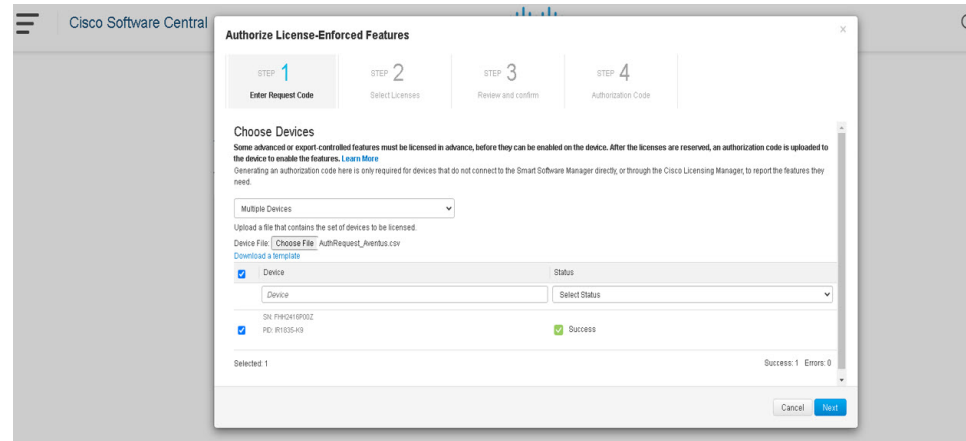 Cisco Software Central
Authorize License-Enforced Features
x
STEP 1
Enter Request Code
STEP 2
Select Licenses
STEP 3
Review and confirm
STEP 4
Authorization Code
Choose Devices
Some advanced or export-controlled features must be licensed in advance, before they can be enabled on the device. After the licenses are reserved, an authorization code is uploaded to
the device to enable the features. Learn More
Generating an authorization code here is only required for devices that do not connect to the Smart Software Manager directly, or through the Cisco Licensing Manager, to report the features they
need.
Multiple Devices
Upload a file that contains the set of devices to be licensed.
Device File: Choose File AuthRequest_Aventus.csv
Download a template
Device Status
Device Select Status
SN: FHH2416P00Z
PID: IR1835-K9 Success
Selected: 1 Success: 1 Errors: 0
Cancel Next